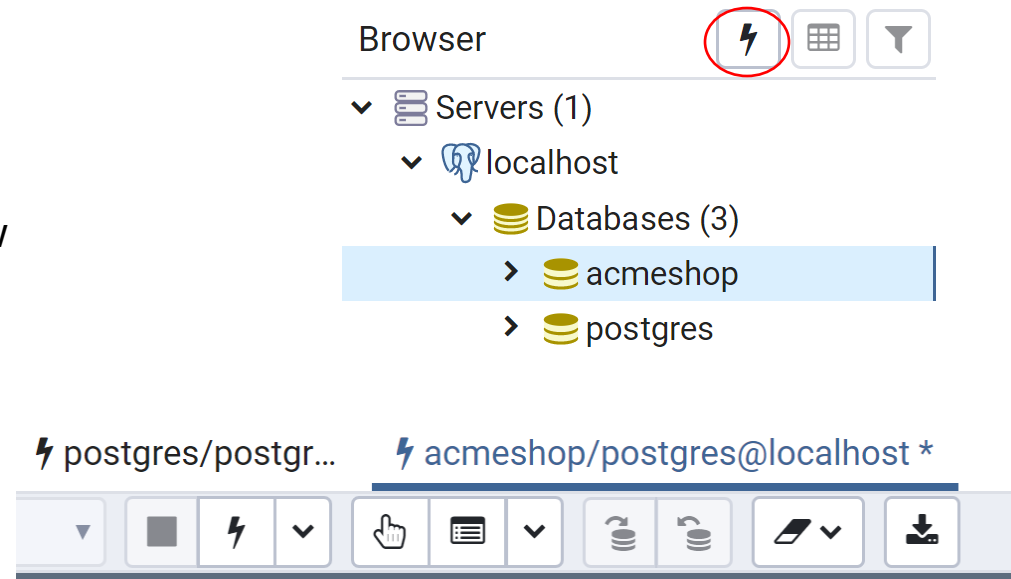 Browser
Servers (1)
localhost
Databases (3)
acmeshop
postgres
postgres/postgr... acmeshop/postgres@localhost *